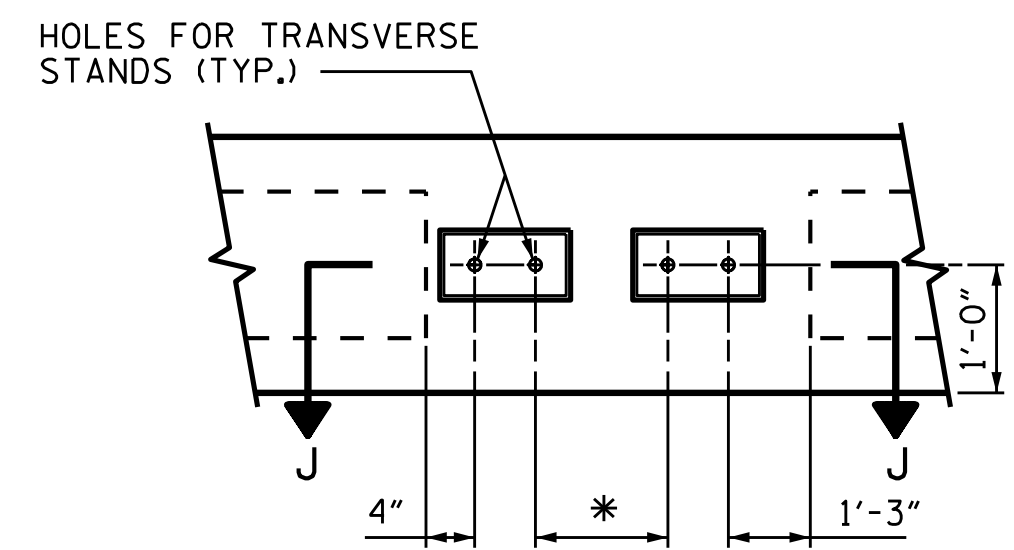 HOLES FOR TRANSVERSE
STANDS (TYP.)
1'-0"
J
J
4"
*
1'-3"